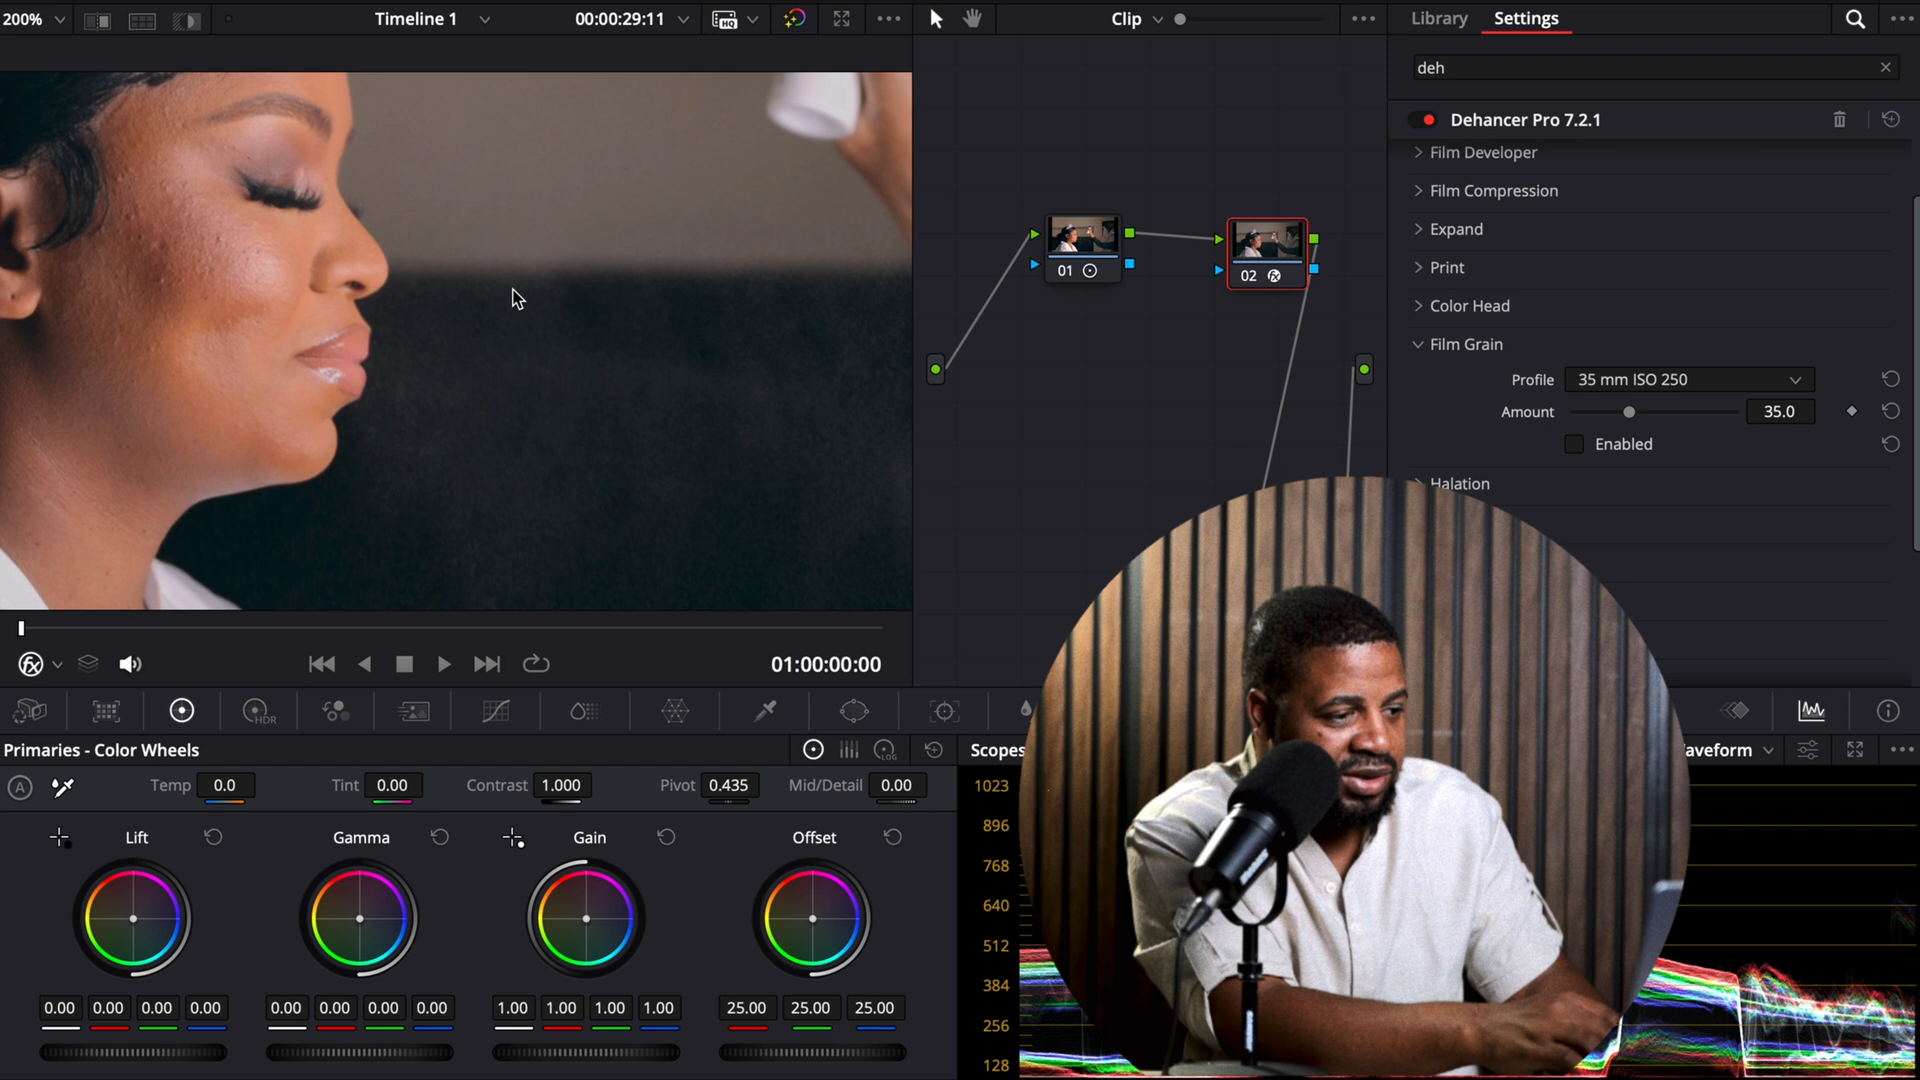 200%
Timeline 1
00:00:29:11
HQ
Clip
Library
Settings
deh
Dehancer Pro 7.2.1
Film Developer
Film Compression
Expand
Print
Color Head
Film Grain
Profile
35 mm ISO 250
Amount
35.0
Enabled
Halation
01
02
01:00:00:00
HDR
Primaries - Color Wheels
LOG
Temp
0.0
Tint
0.00
Contrast
1.000
Pivot
0.435
Mid/Detail
0.00
A
Lift
Gamma
Gain
Offset
0.00 0.00 0.00 0.00
0.00 0.00 0.00 0.00
1.00 1.00 1.00 1.00
25.00 25.00 25.00
Scopes
aveform
1023
896
768
640
512
384
256
128